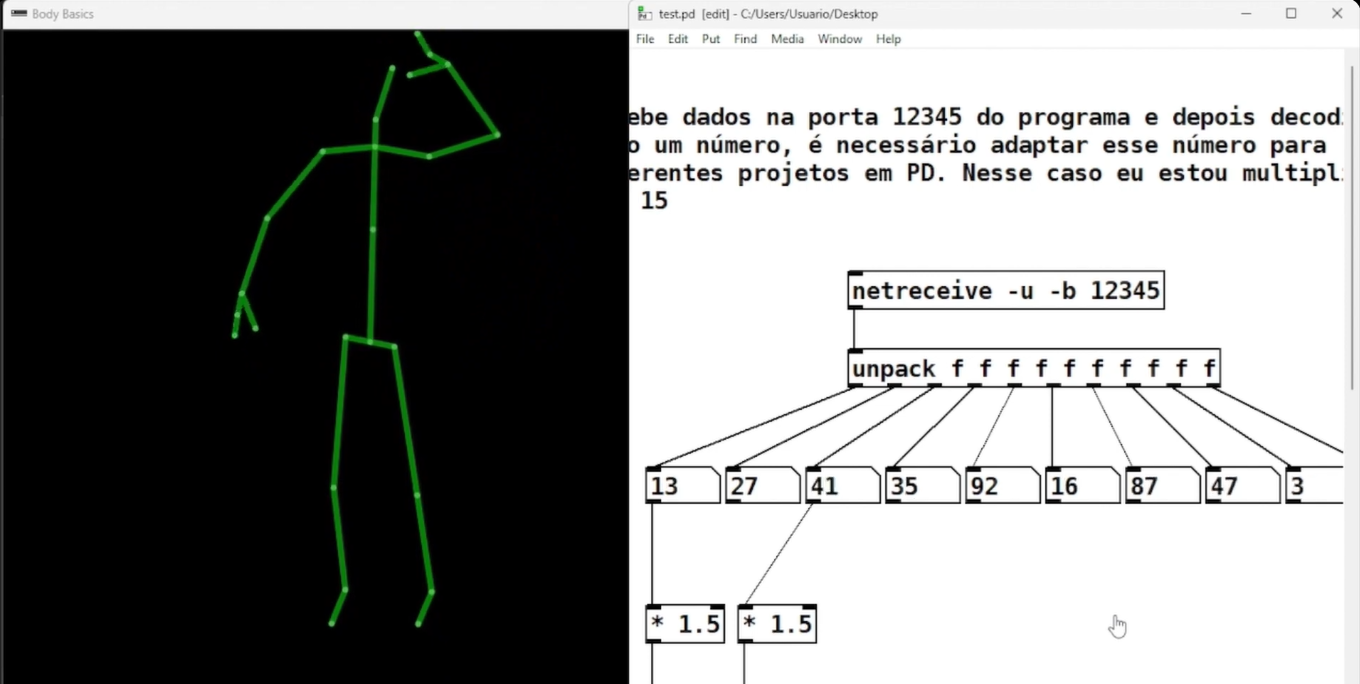 Body Basics
test.pd [edit] - C:/Users/Usuario/Desktop
File Edit Put Find Media Window Help
ebe dados na porta 12345 do programa e depois decod
o um número, é necessário adaptar esse número para
erentes projetos em PD. Nesse caso eu estou multipl
15
netreceive -u -b 12345
unpack f f f f f f f f f f
13 27 41 35 92 16 87 47 3
* 1.5 * 1.5